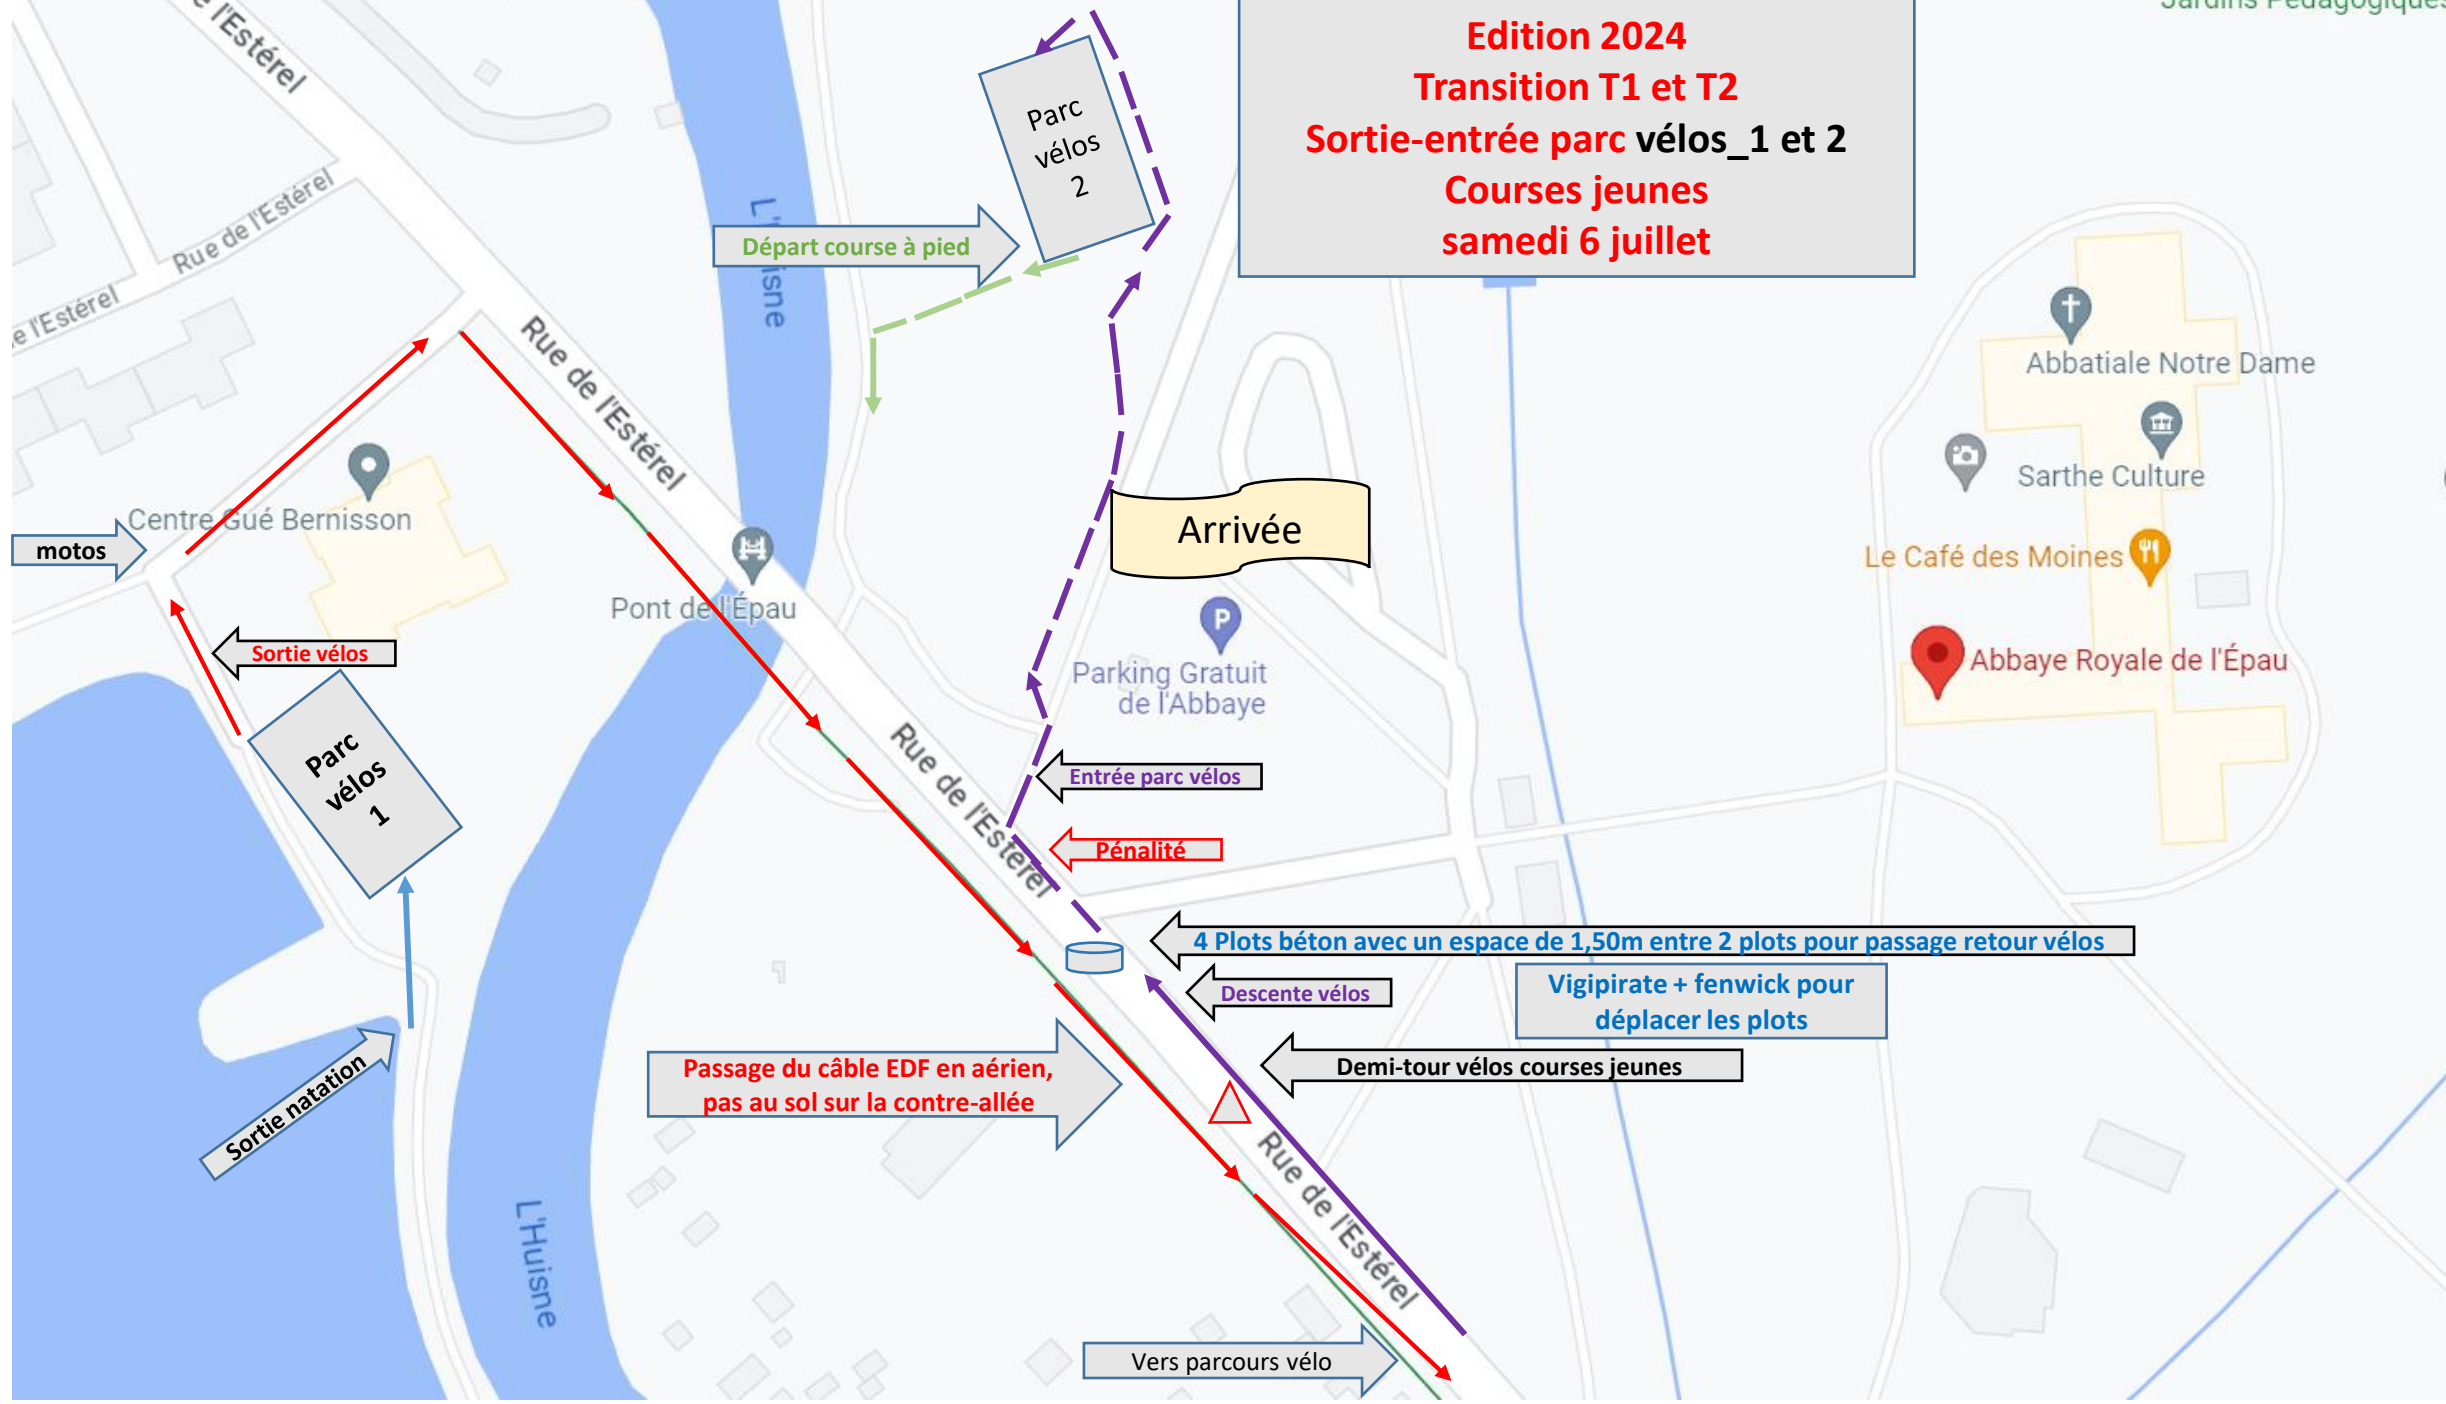 Jardins Pédagogiques
Edition 2024
Transition T1 et T2
Sortie-entrée parc vélos_1 et 2
Courses jeunes
samedi 6 juillet
e l'Estérel
Rue de l'Estérel
e l'Estérel
Parc
vélos
2
L'Huisne
Départ course à pied
Rue de l'Estérel
Abbatiale Notre Dame
Sarthe Culture
Le Café des Moines
Abbaye Royale de l'Épau
Centre Gué Bernisson
motos
Arrivée
Pont de l'Épau
P
Parking Gratuit
de l'Abbaye
Sortie vélos
Parc
vélos
1
Rue de l'Estérel
Entrée parc vélos
Pénalité
4 Plots béton avec un espace de 1,50m entre 2 plots pour passage retour vélos
Descente vélos
Vigipirate + fenwick pour
déplacer les plots
Demi-tour vélos courses jeunes
Passage du câble EDF en aérien,
pas au sol sur la contre-allée
Sortie natation
Rue de l'Estérel
L'Huisne
Vers parcours vélo